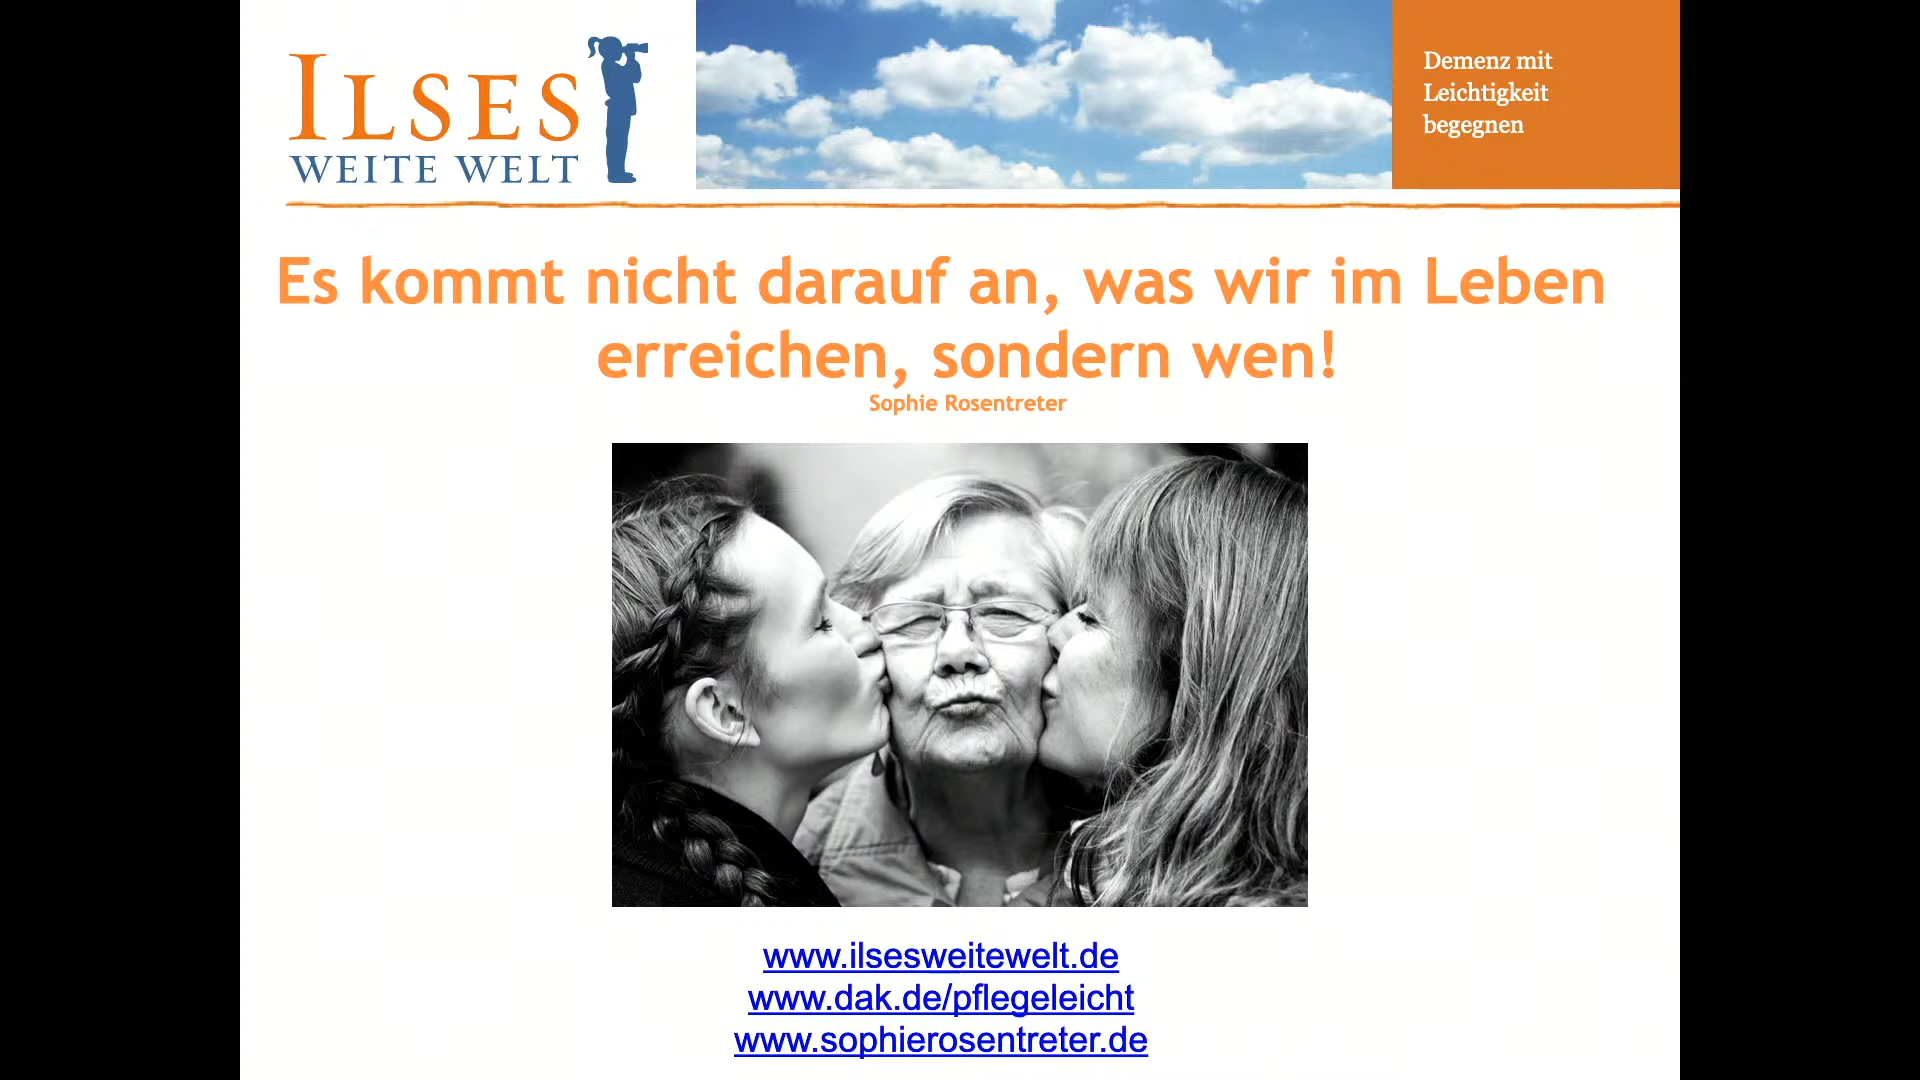 ILSES
WEITE WELT
Demenz mit
Leichtigkeit
begegnen
Es kommt nicht darauf an, was wir im Leben
erreichen, sondern wen!
Sophie Rosentreter
www.ilsesweitewelt.de
www.dak.de/pflegeleicht
www.sophierosentreter.de